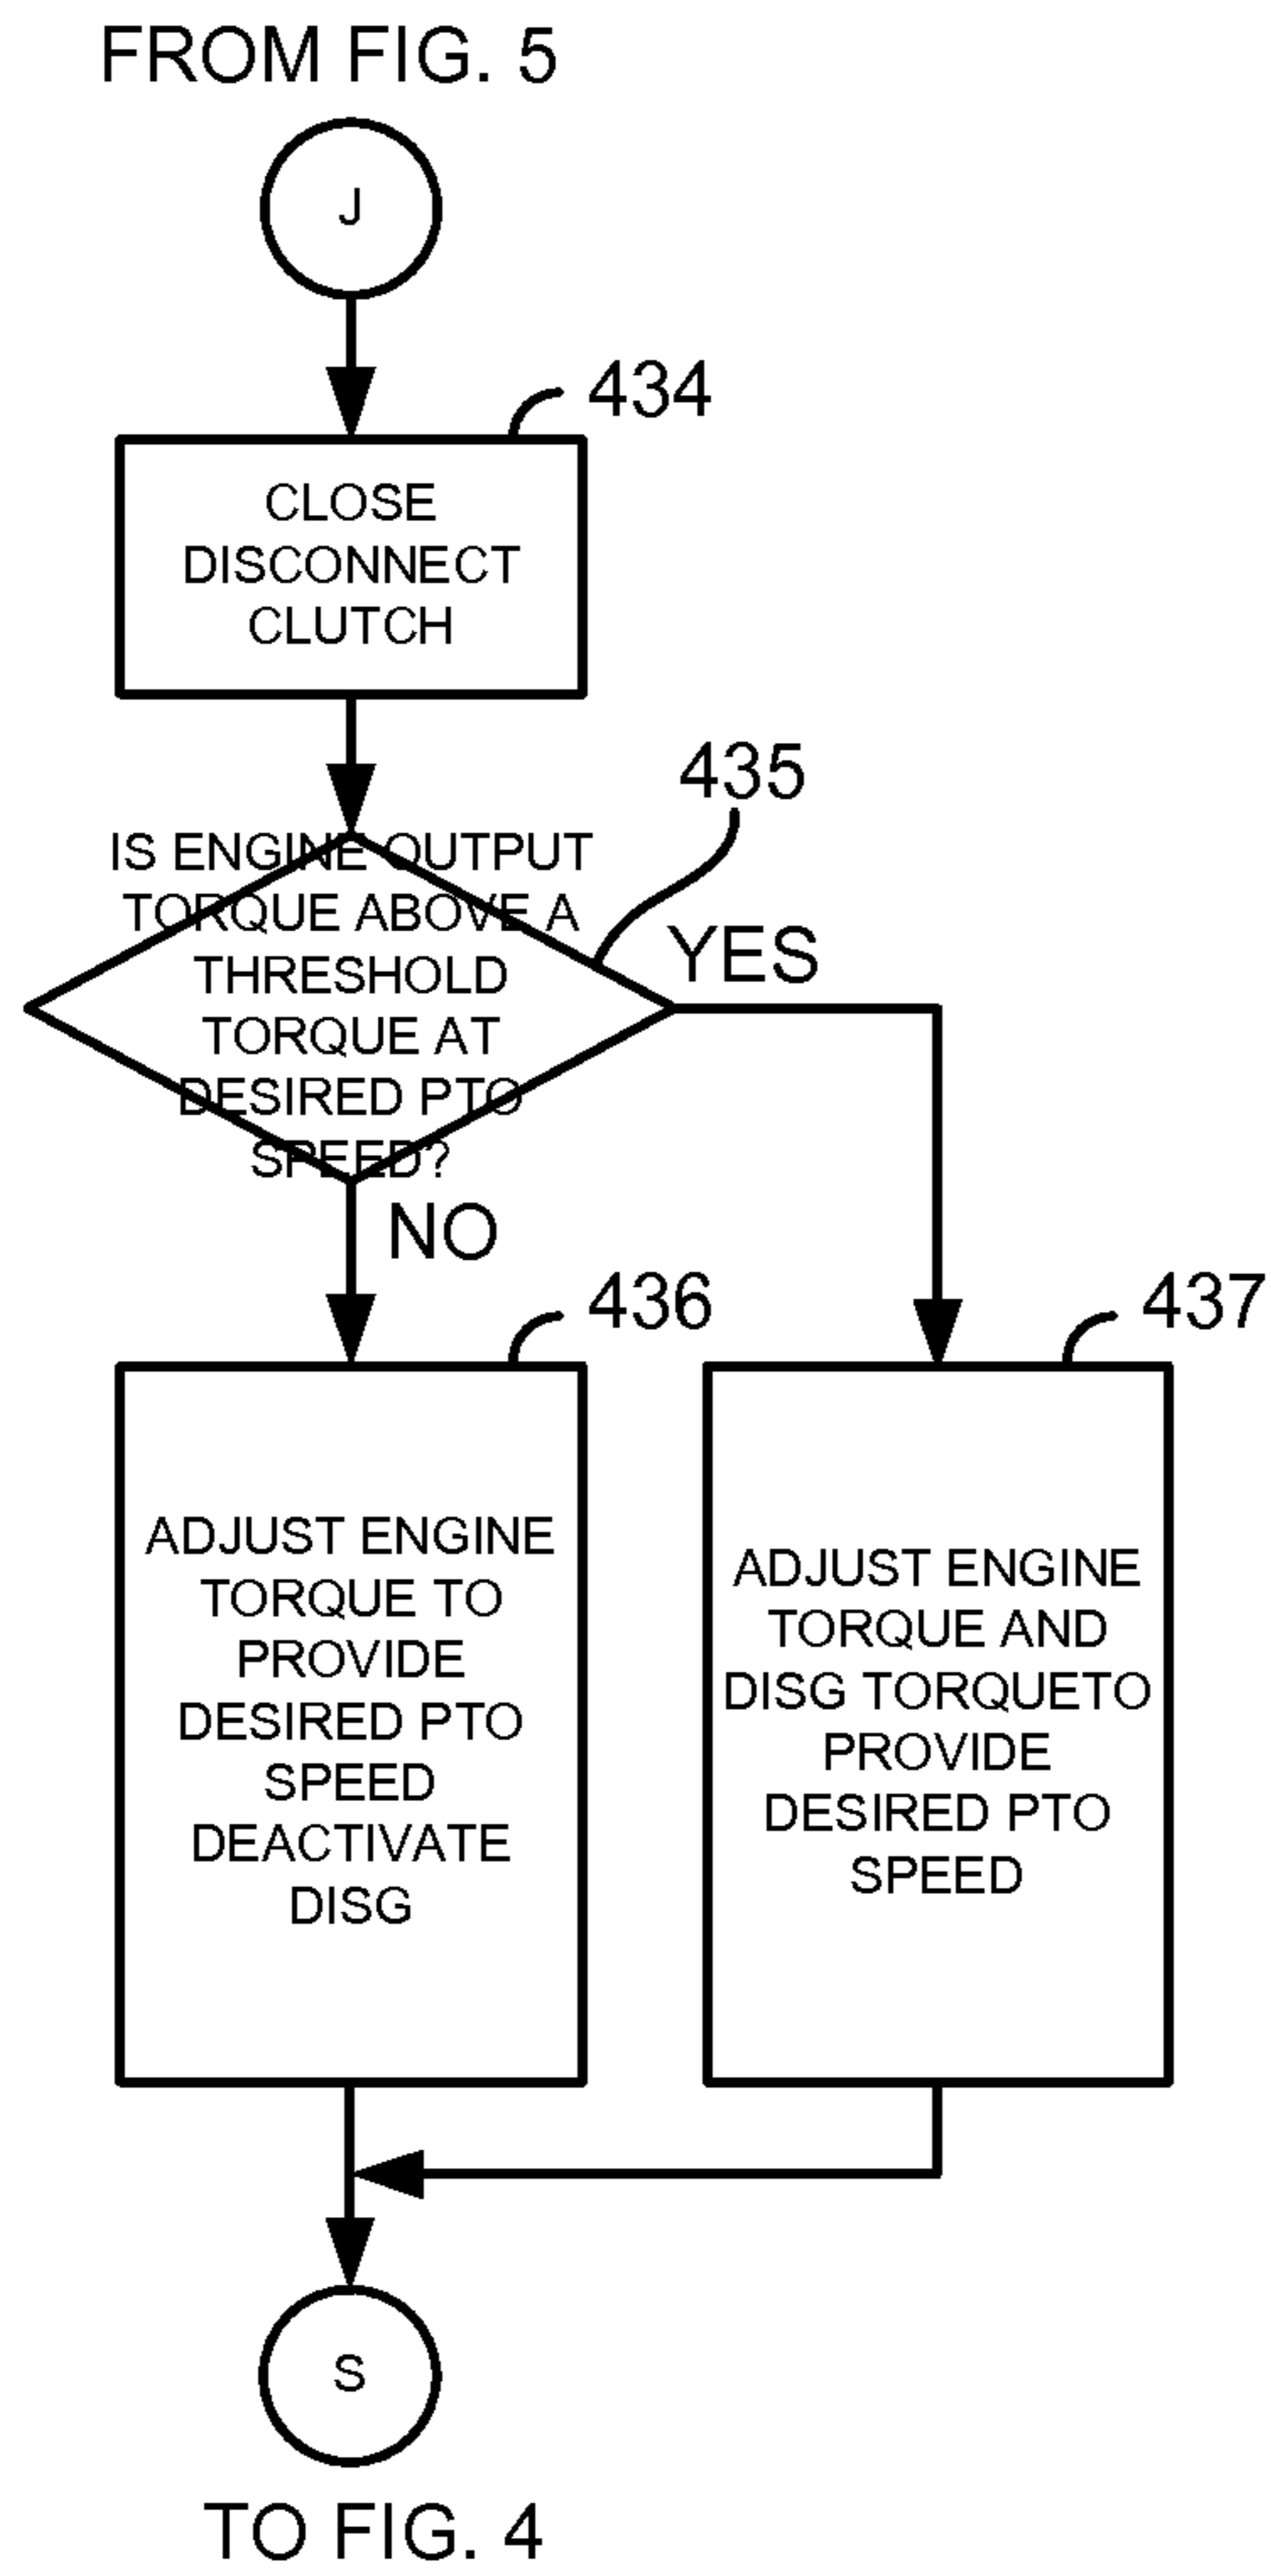 FROM FIG. 5
J
434
CLOSE
DISCONNECT
CLUTCH
435
IS ENGINE OUTPUT
TORQUE ABOVE A
THRESHOLD
TORQUE AT
DESIRED PTO
SPEED?
YES
NO
436
437
ADJUST ENGINE
TORQUE TO
PROVIDE
DESIRED PTO
SPEED
DEACTIVATE
DISG
ADJUST ENGINE
TORQUE AND
DISG TORQUETO
PROVIDE
DESIRED PTO
SPEED
S
TO FIG. 4